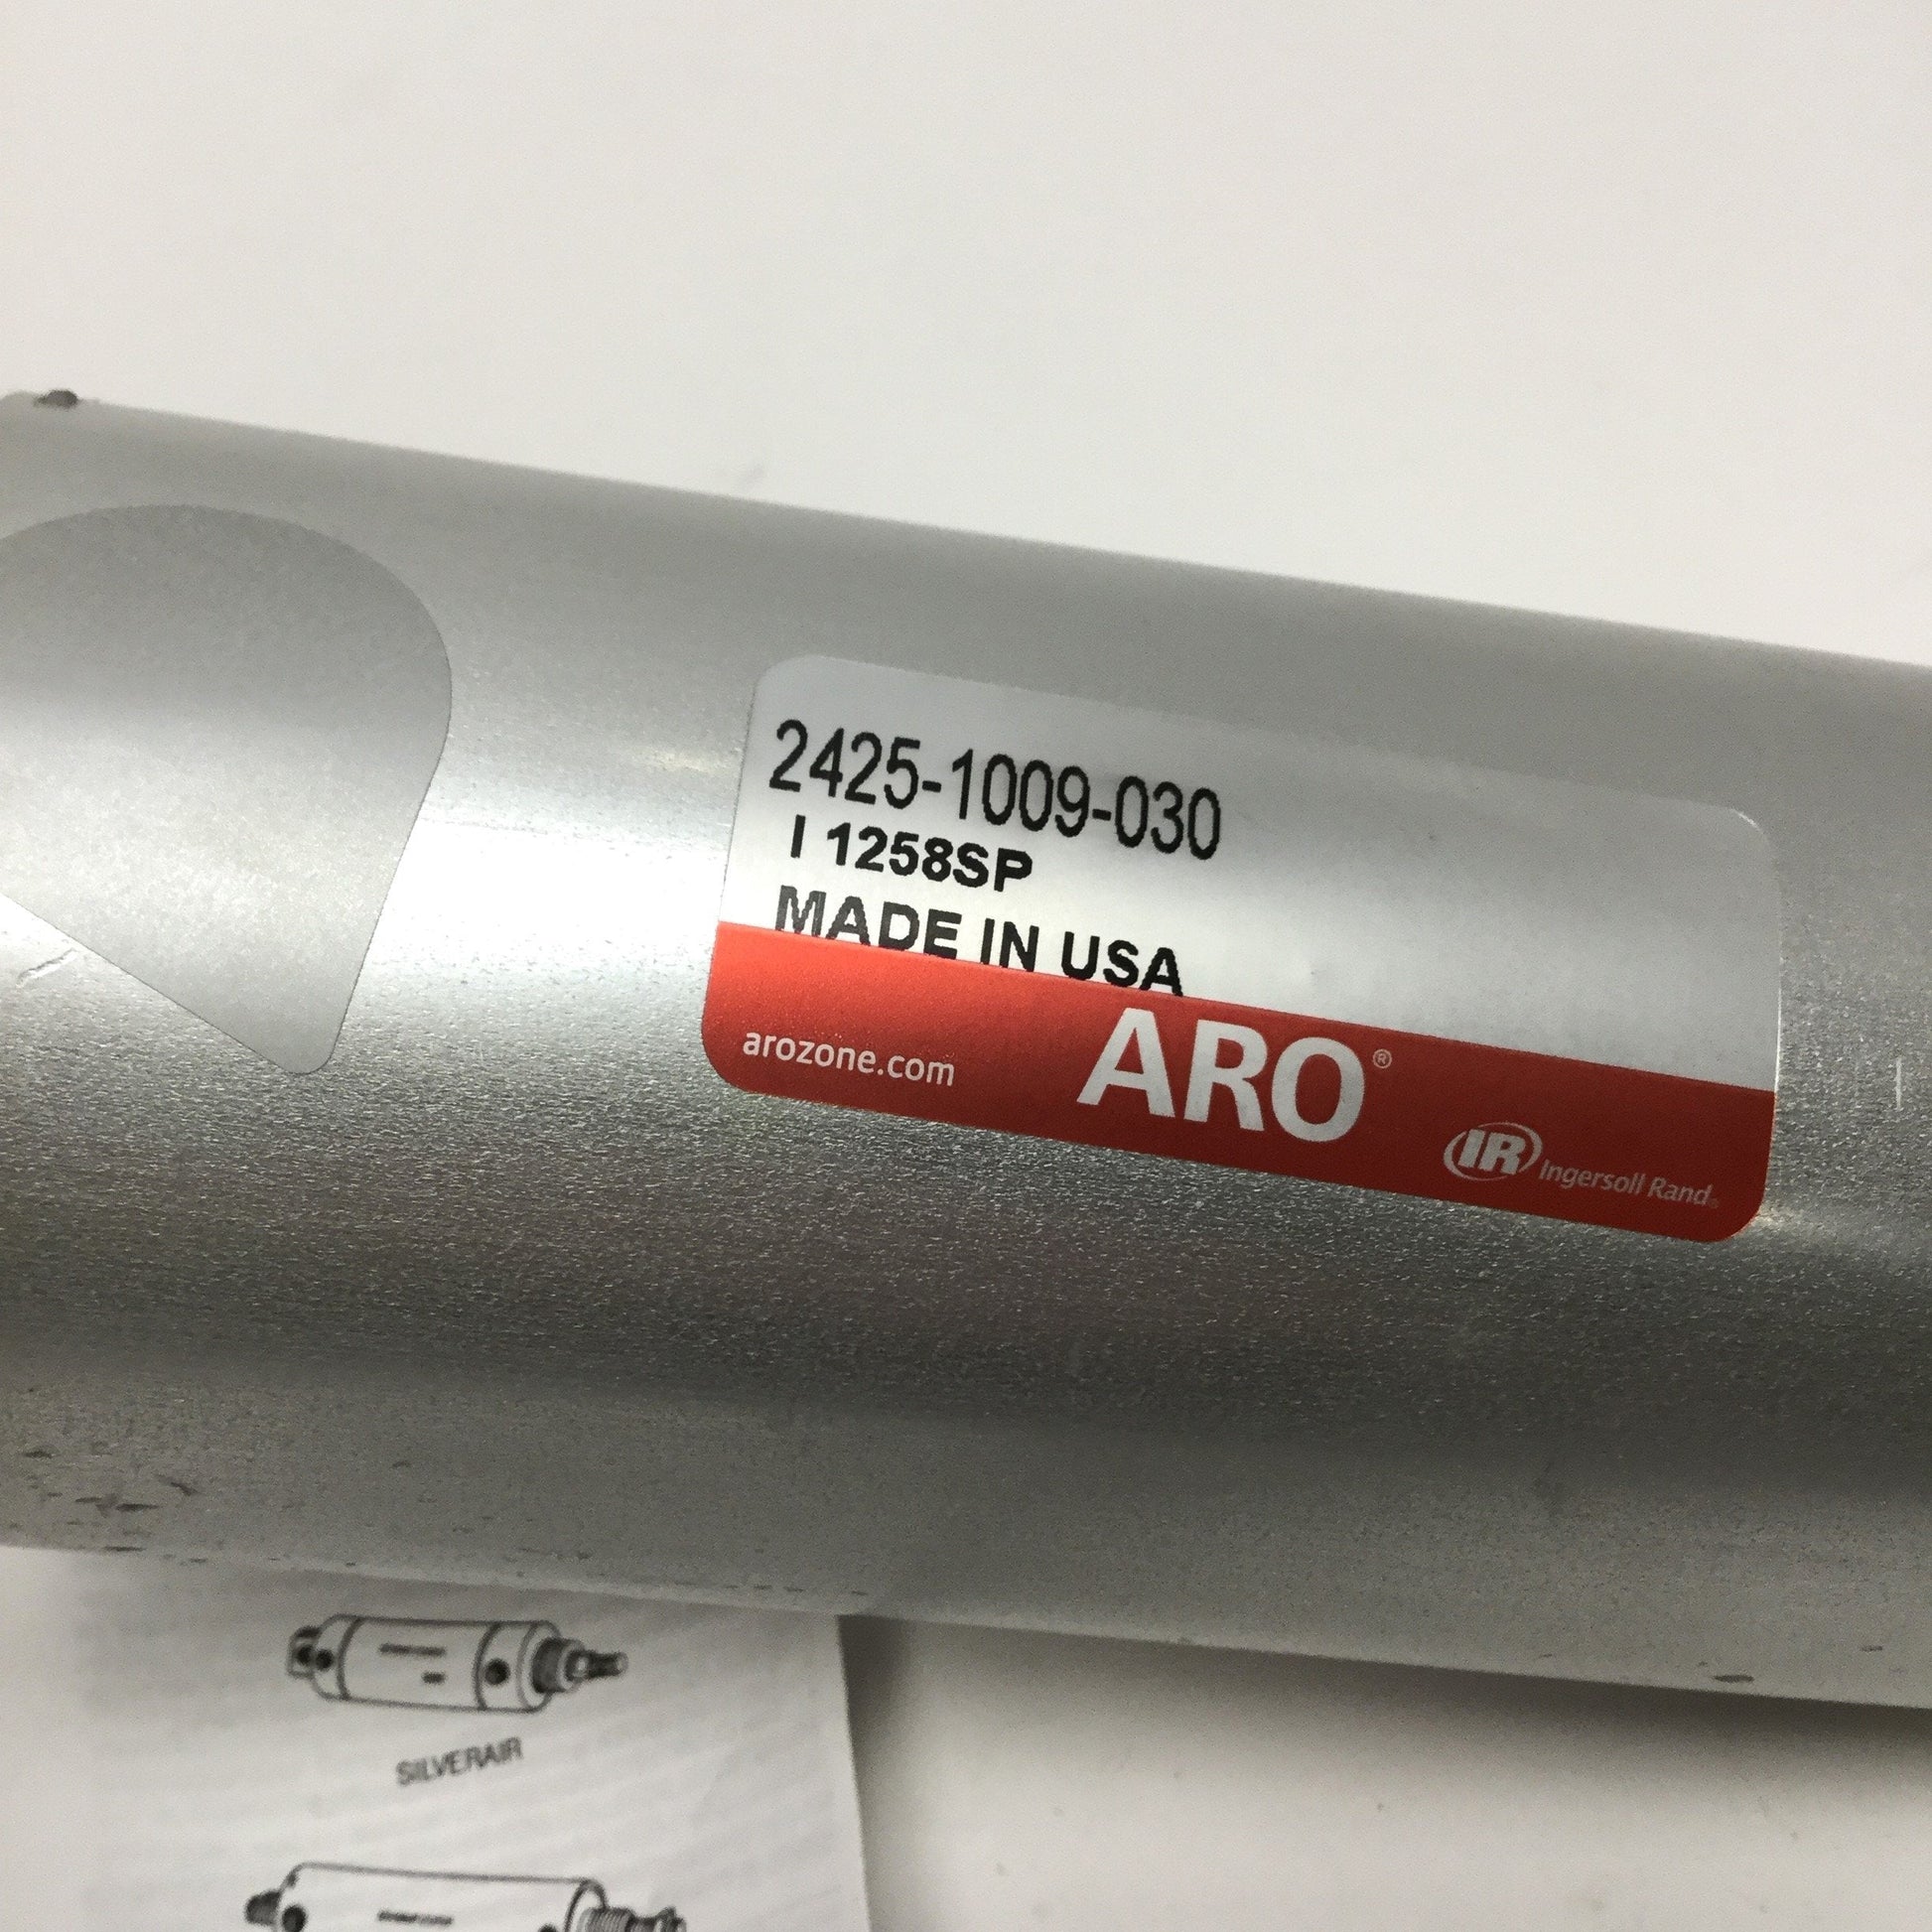 2425-1009-030
I 1258SP
MADE IN USA
arozone.com
ARO®
IR Ingersoll Rand
SILVERAIR